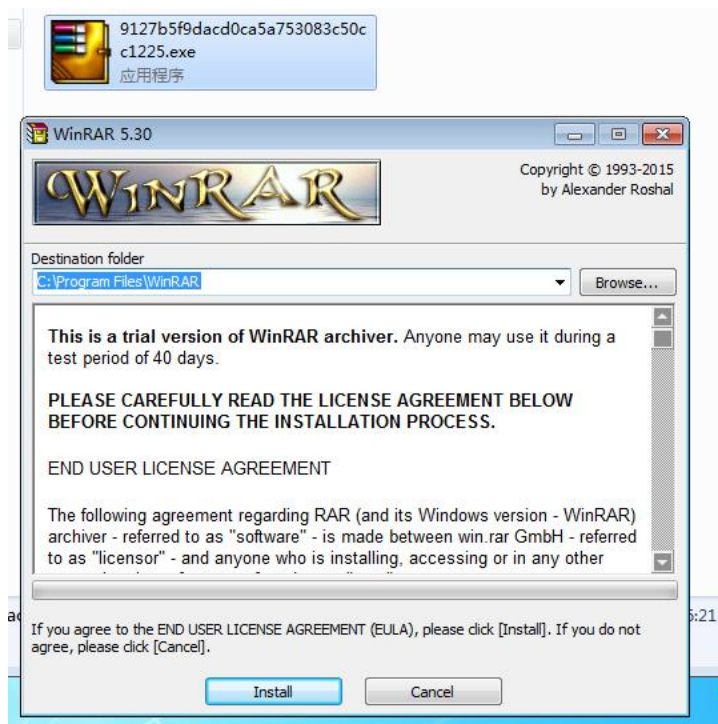 9127b5f9dacd0ca5a753083c50c
c1225.exe
应用程序
WinRAR 5.30
WINRAR
Copyright © 1993-2015
by Alexander Roshal
Destination folder
C:\Program Files\WinRAR
Browse...
This is a trial version of WinRAR archiver. Anyone may use it during a
test period of 40 days.
PLEASE CAREFULLY READ THE LICENSE AGREEMENT BELOW
BEFORE CONTINUING THE INSTALLATION PROCESS.
END USER LICENSE AGREEMENT
The following agreement regarding RAR (and its Windows version - WinRAR)
archiver - referred to as "software" - is made between win.rar GmbH - referred
to as "licensor" - and anyone who is installing, accessing or in any other
5:21
If you agree to the END USER LICENSE AGREEMENT (EULA), please click [Install]. If you do not
agree, please click [Cancel].
Install
Cancel